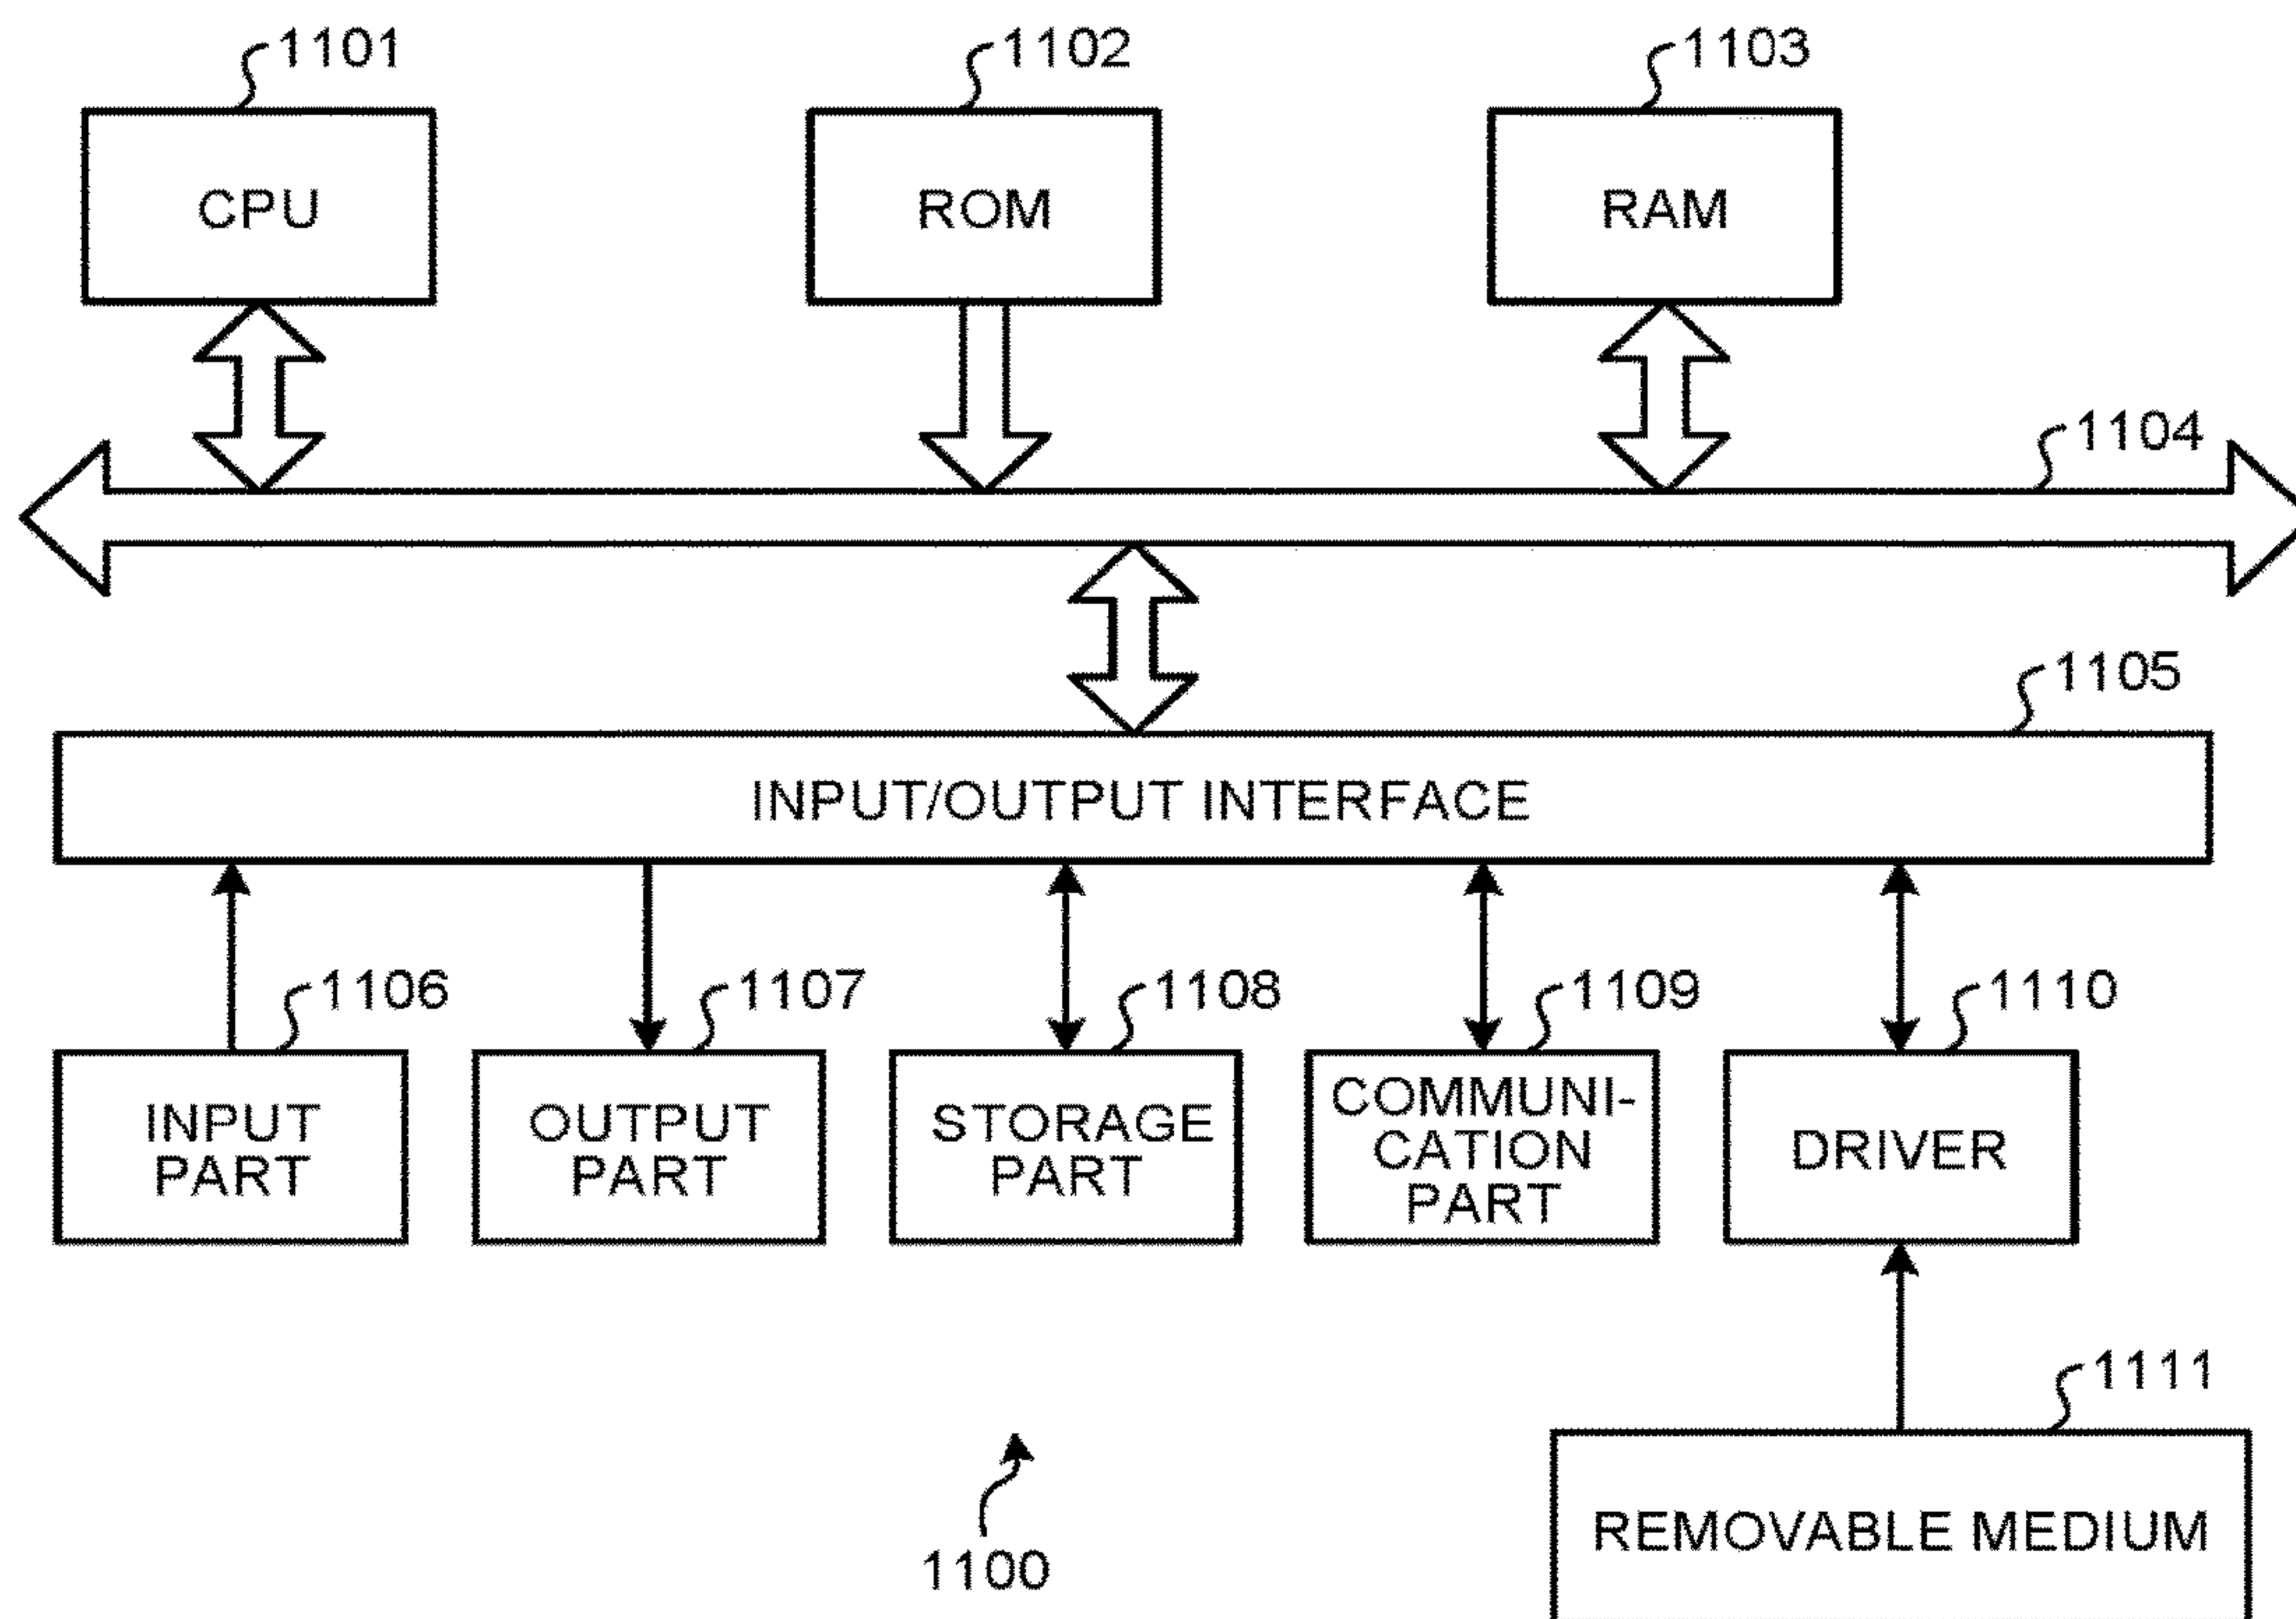 1101
1102
1103
CPU
ROM
RAM
1104
1105
INPUT/OUTPUT INTERFACE
1106
1107
1108
1109
1110
INPUT
PART
OUTPUT
PART
STORAGE
PART
COMMUNI-
CATION
PART
DRIVER
1111
REMOVABLE MEDIUM
1100